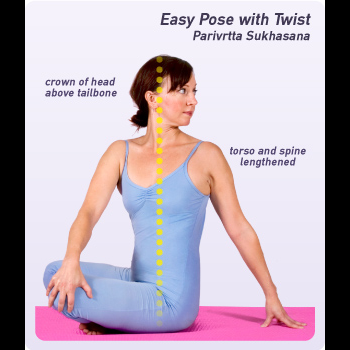 Easy Pose with Twist
Parivrtta Sukhasana
crown of head
above tailbone
torso and spine
lengthened